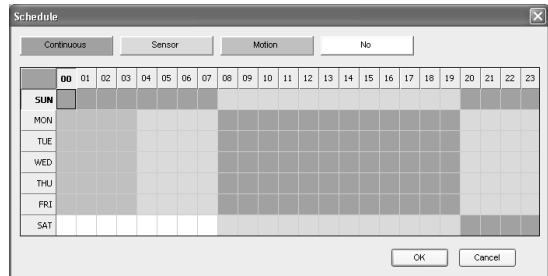 Schedule
Continuous Sensor Motion No
00 01 02 03 04 05 06 07 08 09 10 11 12 13 14 15 16 17 18 19 20 21 22 23
SUN
MON
TUE
WED
THU
FRI
SAT
OK Cancel